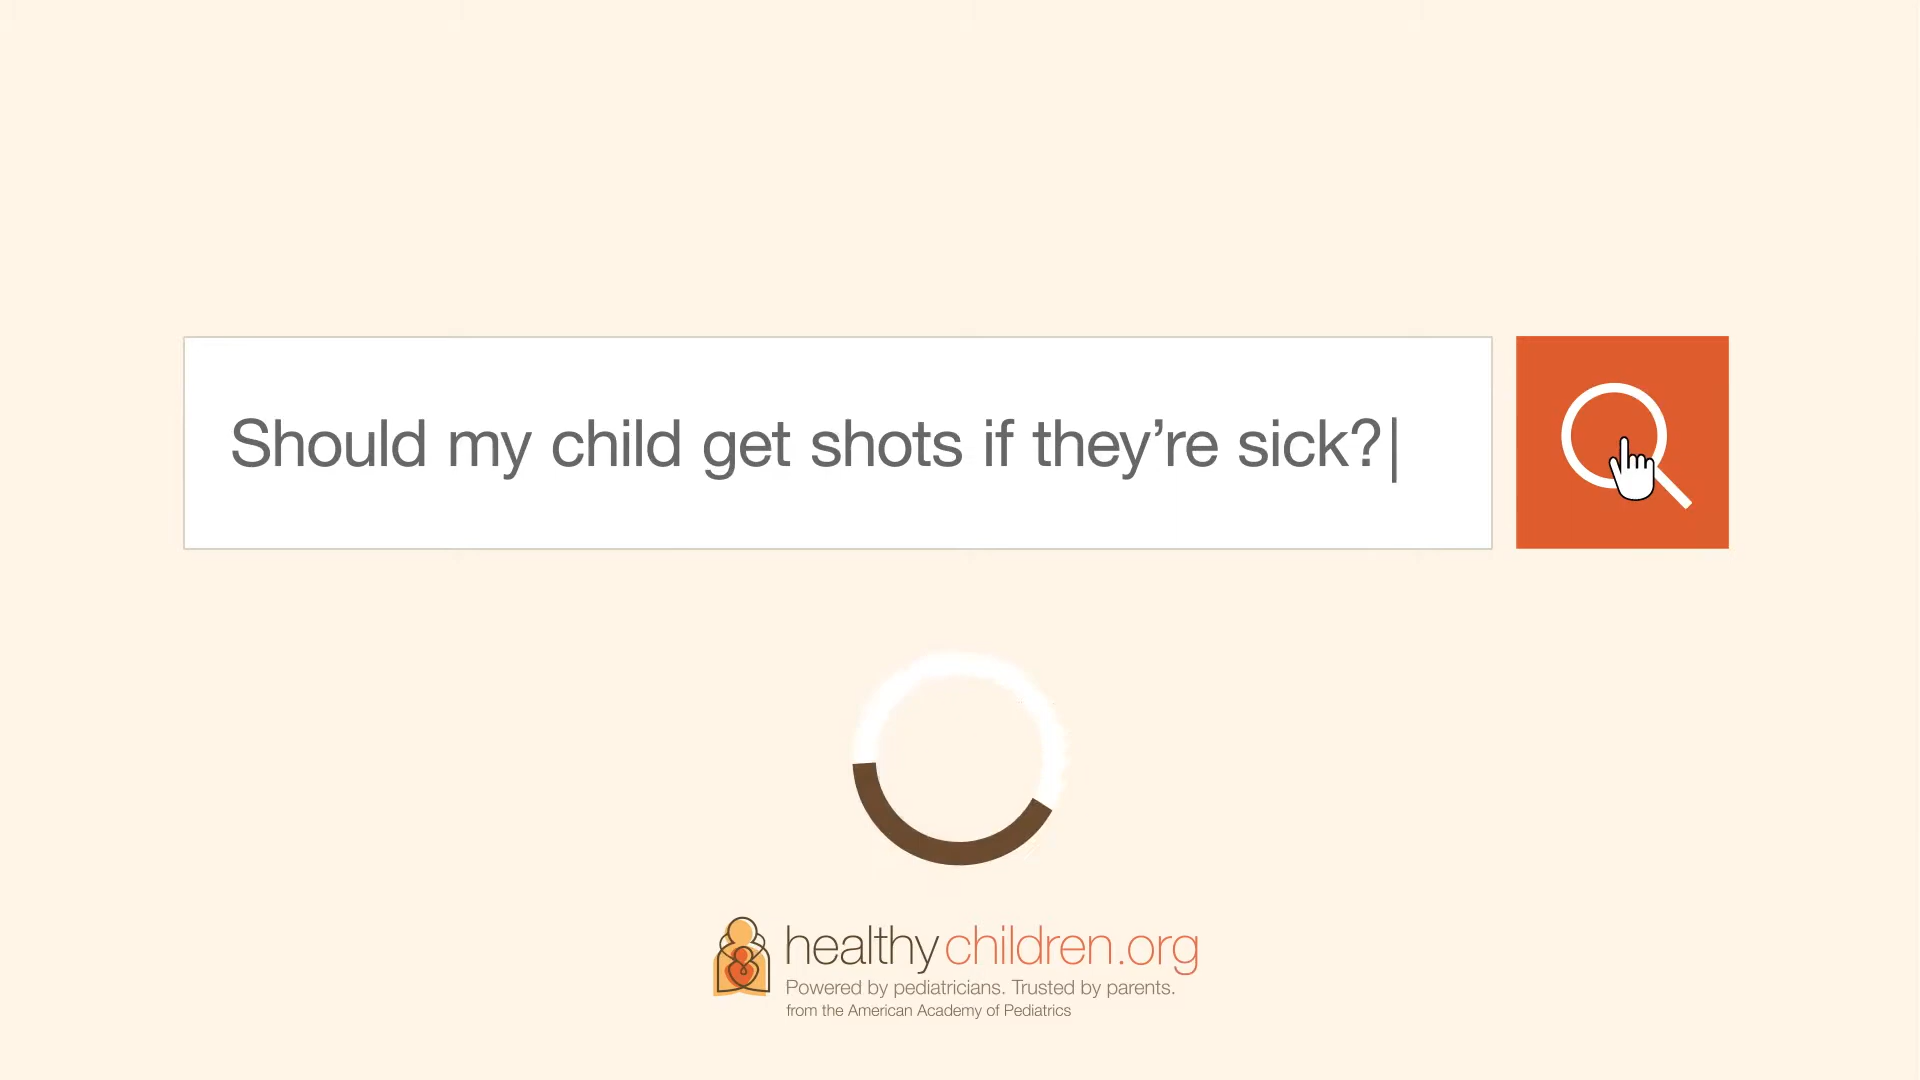 Should my child get shots if they’re sick?
healthychildren.org
Powered by pediatricians. Trusted by parents.
from the American Academy of Pediatrics